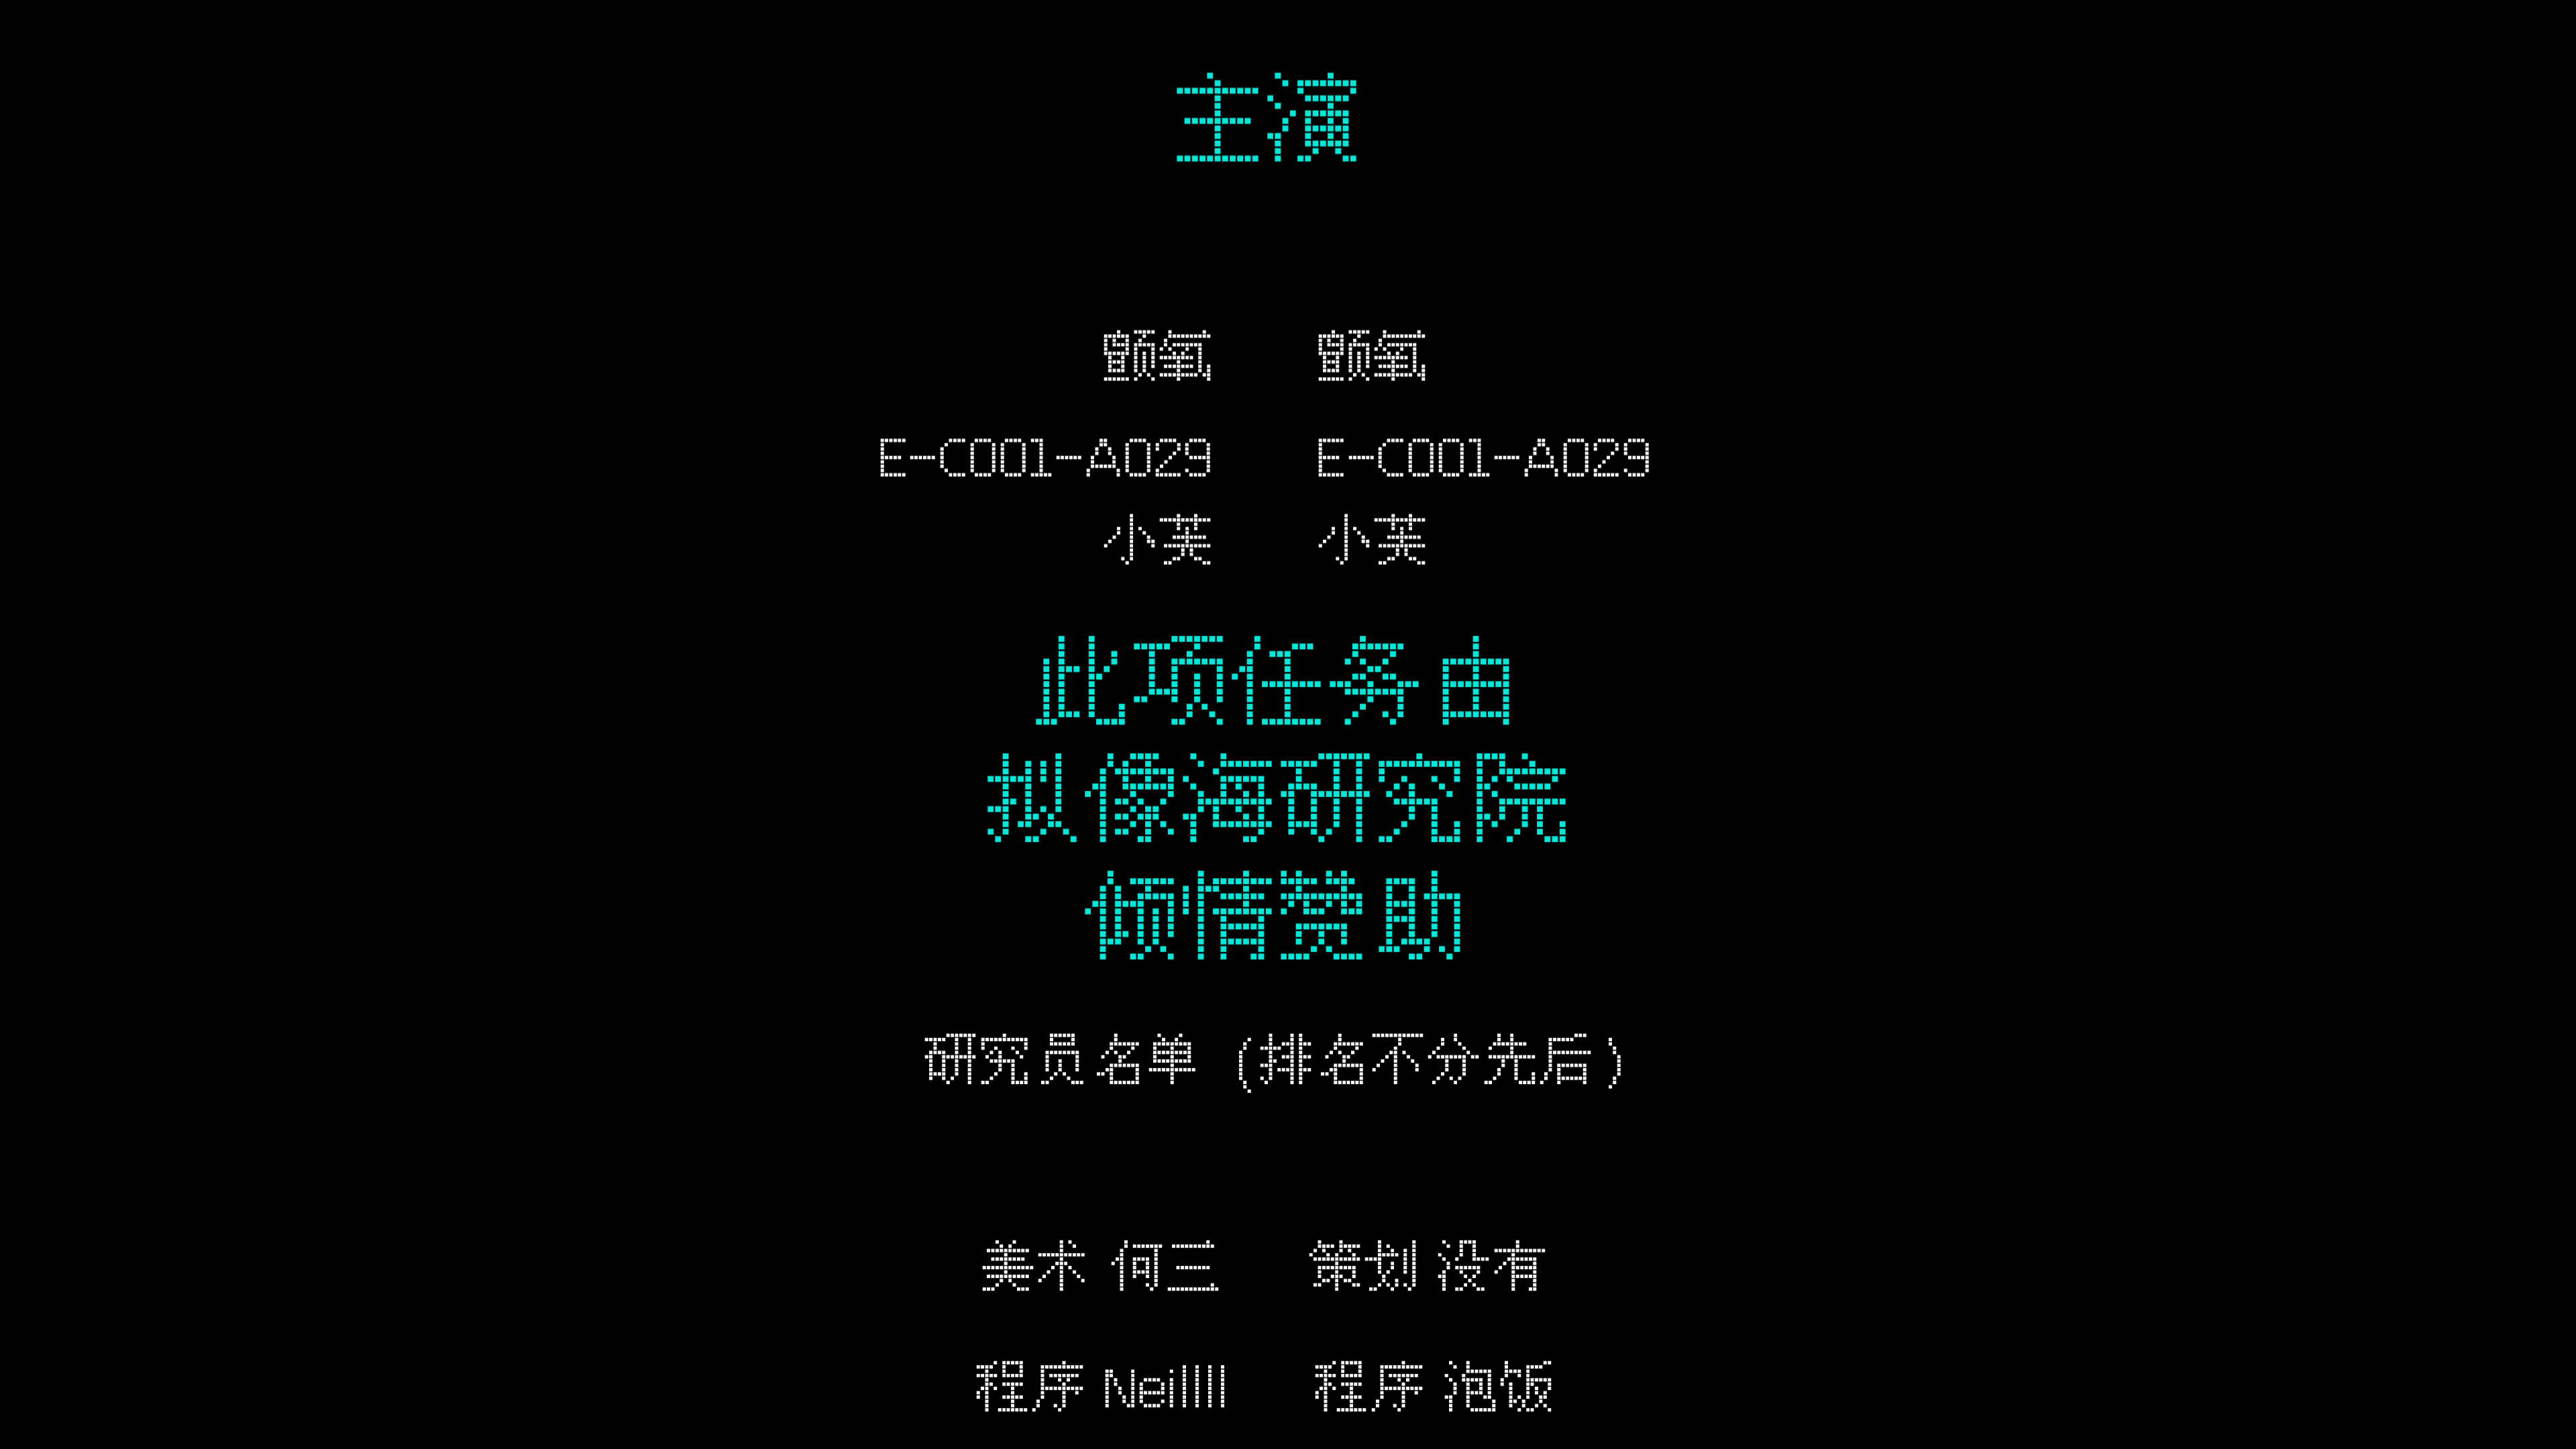 主演
颤氧 颤氧
E-C001-A029 E-C001-A029
小芙 小芙
此项任务由
拟像海研究院
倾情赞助
研究员名单 (排名不分先后)
美术 何三 策划 没有
程序 Neillll 程序 泡饭